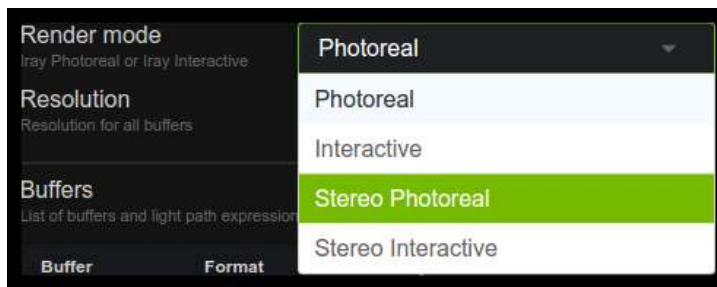 Render mode
Iray Photoreal or Iray Interactive
Resolution
Resolution for all buffers
Buffers
List of buffers and light path expression
Buffer Format
Photoreal
Photoreal
Interactive
Stereo Photoreal
Stereo Interactive